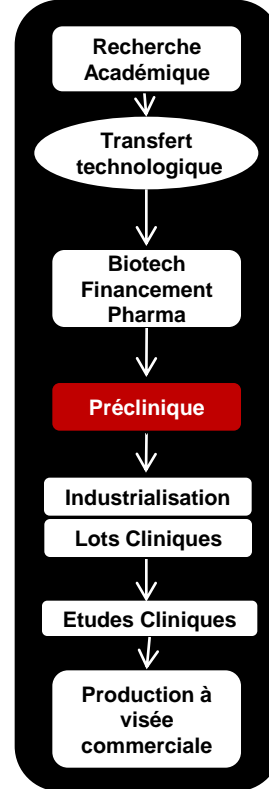 Recherche
Académique
Transfert
technologique
Biotech
Financement
Pharma
Préclinique
Industrialisation
Lots Cliniques
Etudes Cliniques
Production à
visée
commerciale